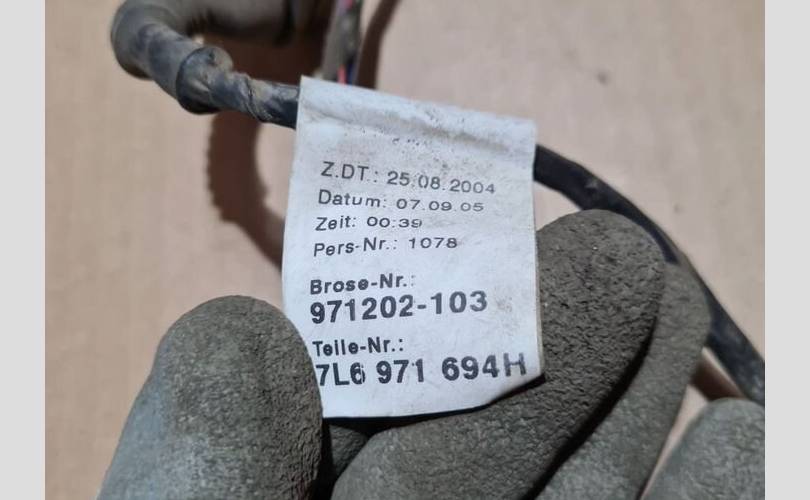 Z.DT.: 25.08.2004
Datum: 07.09.05
Zeit: 00:39
Pers-Nr.: 1078
Brose-Nr.:
971202-103
Teile-Nr.:
7L6 971 694H